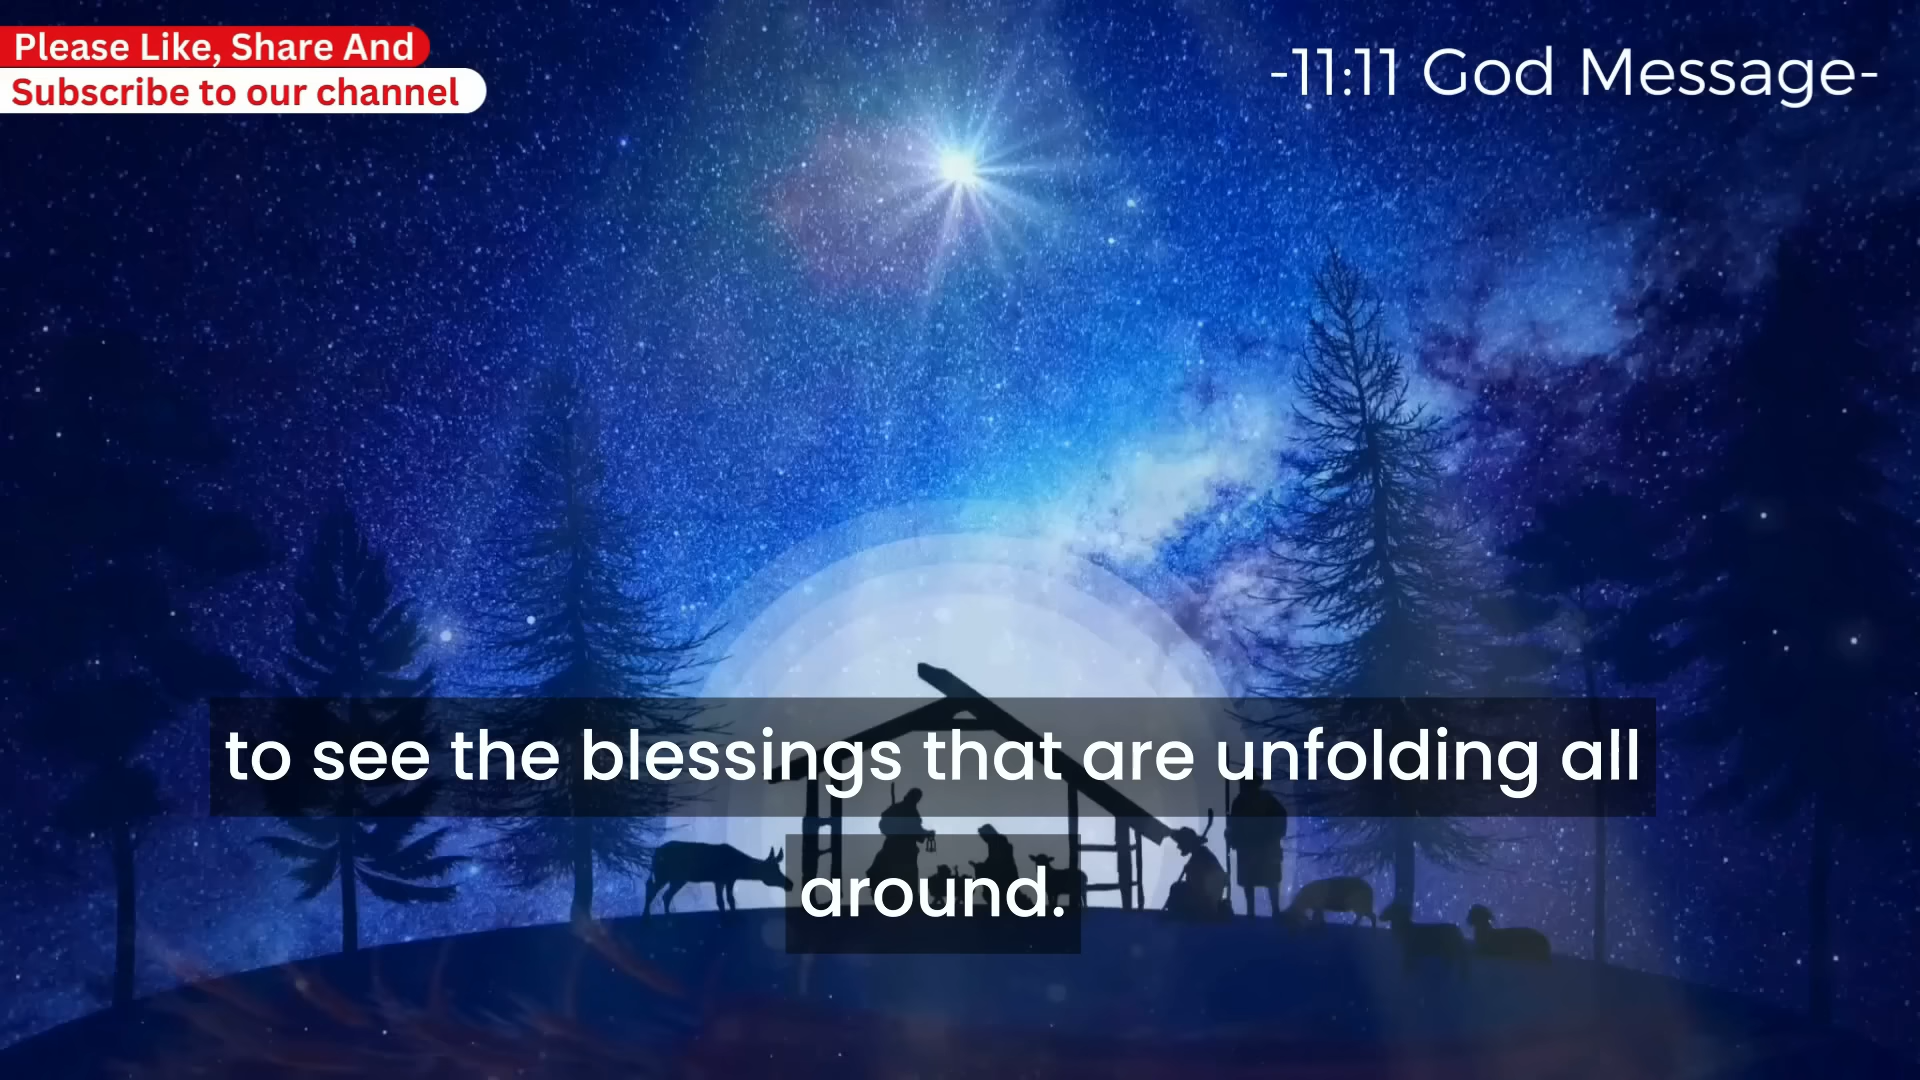 Please Like, Share And
Subscribe to our channel
-11:11 God Message-
to see the blessings that are unfolding all
around.